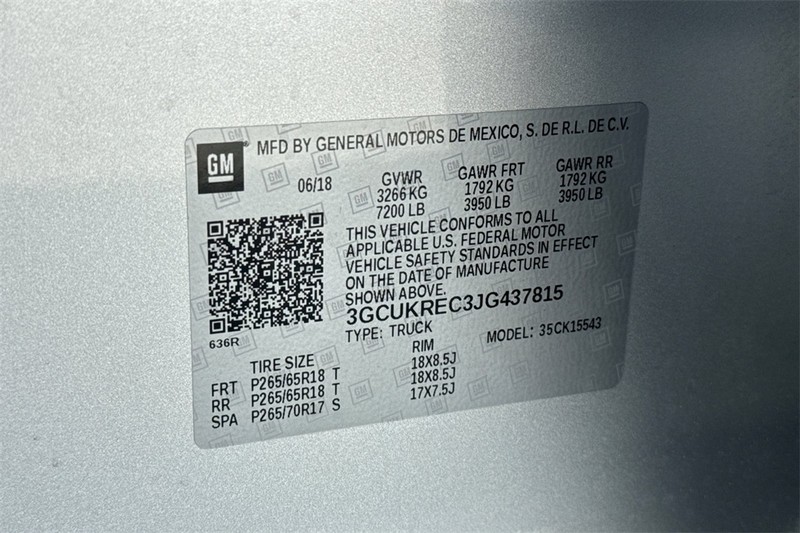 GM
MFD BY GENERAL MOTORS DE MEXICO, S. DE R.L. DE C.V.
06/18 GVWR GAWR FRT GAWR RR
3266 KG 1792 KG 1792 KG
7200 LB 3950 LB 3950 LB
THIS VEHICLE CONFORMS TO ALL
APPLICABLE U.S. FEDERAL MOTOR
VEHICLE SAFETY STANDARDS IN EFFECT
ON THE DATE OF MANUFACTURE
SHOWN ABOVE.
3GCUKREC3JG437815
636R
TYPE: TRUCK MODEL: 35CK15543
TIRE SIZE RIM
FRT P265/65R18 T 18X8.5J
RR P265/65R18 T 18X8.5J
SPA P265/70R17 S 17X7.5J